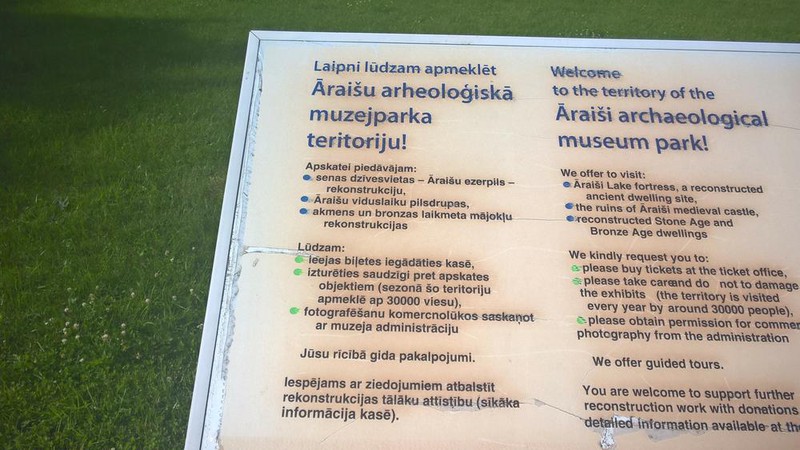 Laipni lūdzam apmeklēt
Āraišu arheoloģiskā
muzejparka
teritoriju!
Apskatei piedāvājam:
senas dzīvesvietas – Āraišu ezerpils –
rekonstrukciju,
Āraišu viduslaiku pilsdrupas,
akmens un bronzas laikmeta mājokļu
rekonstrukcijas
Lūdzam:
ieejas biļetes iegādāties kasē,
izturēties saudzīgi pret apskates
objektiem (sezonā šo teritoriju
apmeklē ap 30000 viesu),
fotografēšanu komercnolūkos saskaņot
ar muzeja administrāciju
Jūsu rīcībā gida pakalpojumi.
Iespējams ar ziedojumiem atbalstīt
rekonstrukcijas tālāku attīstību (sīkāka
informācija kasē).
Welcome
to the territory of the
Āraiši archaeological
museum park!
We offer to visit:
Āraiši Lake fortress, a reconstructed
ancient dwelling site,
the ruins of Āraiši medieval castle,
reconstructed Stone Age and
Bronze Age dwellings
We kindly request you to:
please buy tickets at the ticket office,
please take care and do not to damage
the exhibits (the territory is visited
every year by around 30000 people),
please obtain permission for commer
photography from the administration
We offer guided tours.
You are welcome to support further
reconstruction work with donations
detailed information available at the